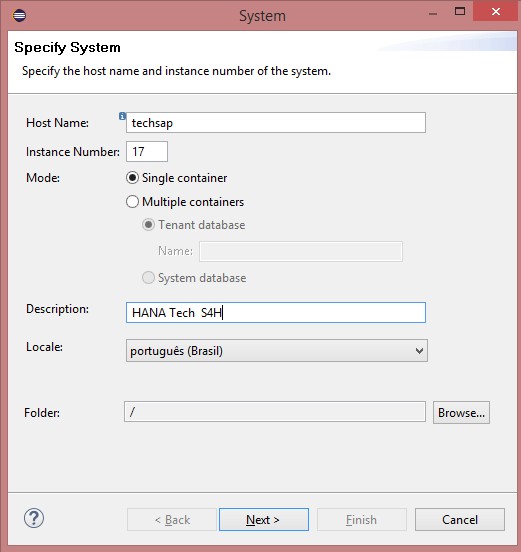 System
Specify System
Specify the host name and instance number of the system.
Host Name: techsap
Instance Number: 17
Mode: Single container
Multiple containers
Tenant database
Name:
System database
Description: HANA Tech  S4H
Locale: português (Brasil)
Folder: / Browse...
? < Back Next > Finish Cancel